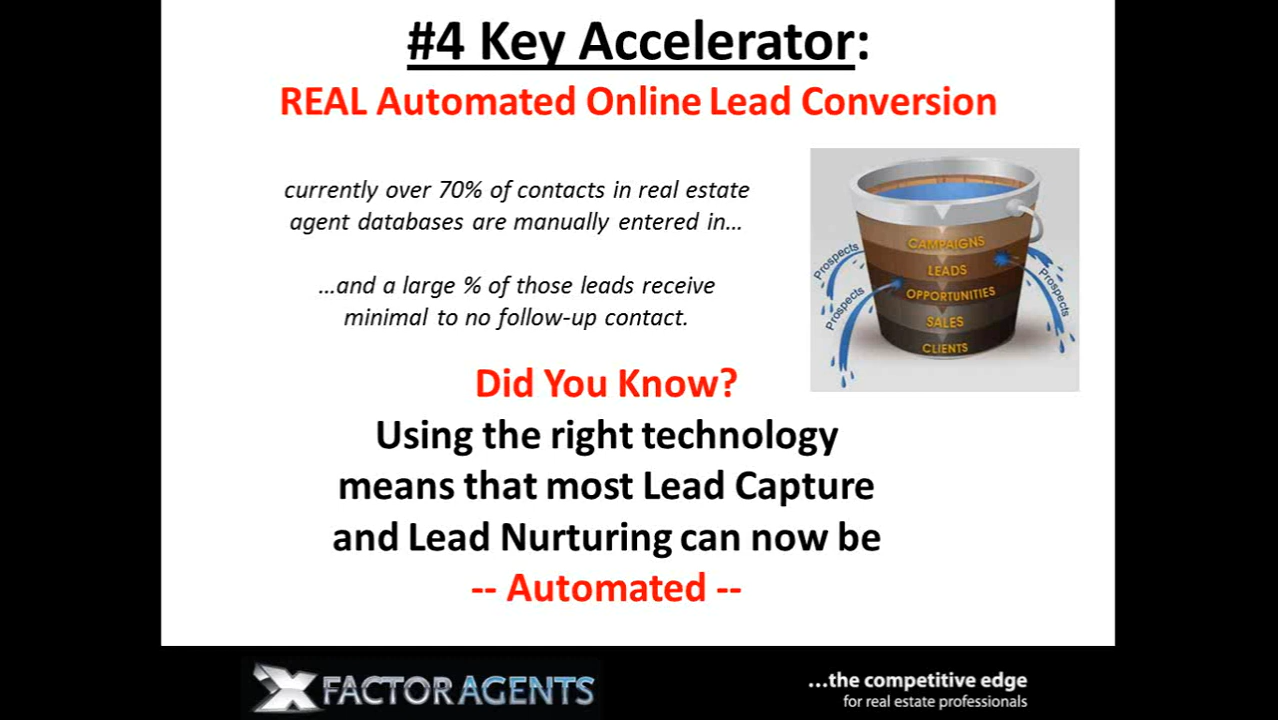 #4 Key Accelerator:
REAL Automated Online Lead Conversion
currently over 70% of contacts in real estate
agent databases are manually entered in...
...and a large % of those leads receive
minimal to no follow-up contact.
CAMPAIGNS
LEADS
OPPORTUNITIES
SALES
CLIENTS
Prospects
Prospects
Prospects
Did You Know?
Using the right technology
means that most Lead Capture
and Lead Nurturing can now be
-- Automated --
X FACTOR AGENTS
...the competitive edge
for real estate professionals